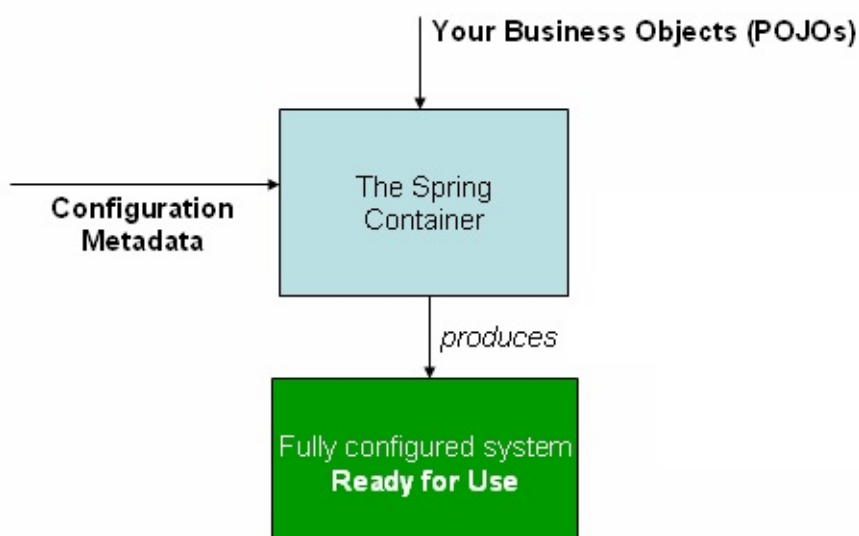 Your Business Objects (POJOs)
The Spring
Container
Configuration
Metadata
produces
Fully configured system
Ready for Use